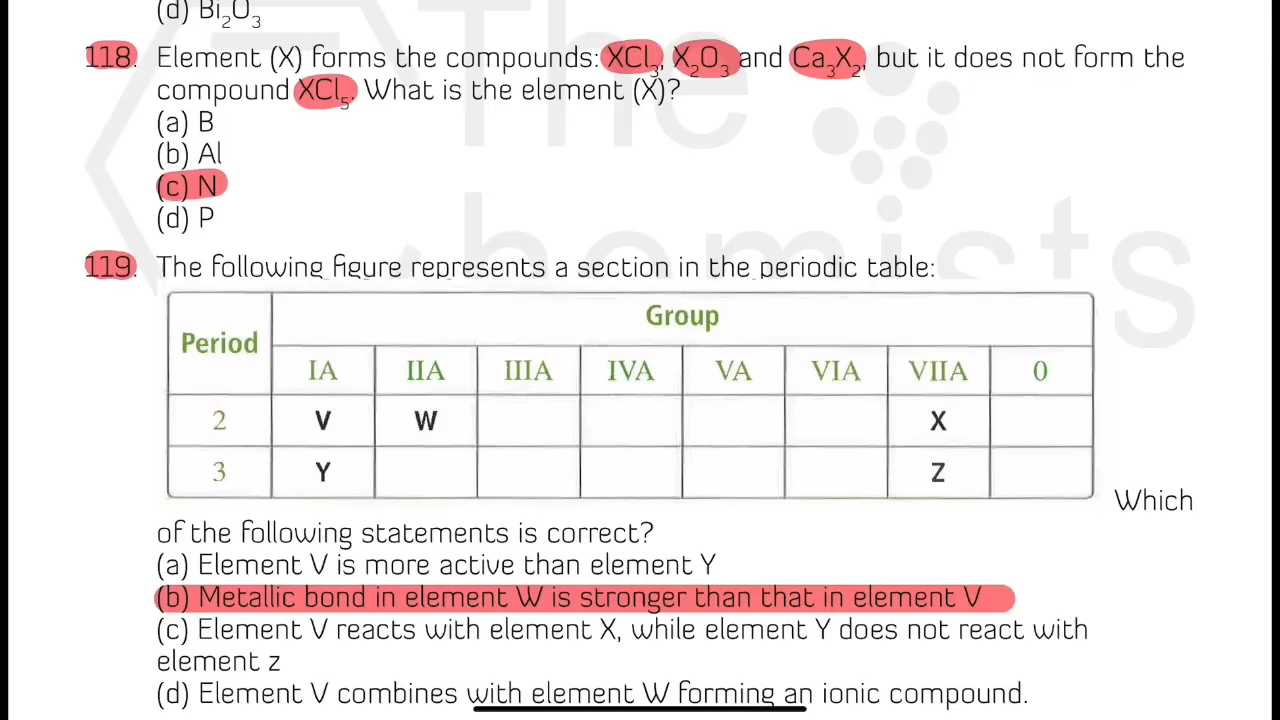 (d) Bi₂O₃
118. Element (X) forms the compounds: XCl₃, X₂O₃ and Ca₃X₂, but it does not form the
compound XCl₅. What is the element (X)?
(a) B
(b) Al
(c) N
(d) P
119. The following figure represents a section in the periodic table:
Period Group
IA IIA IIIA IVA VA VIA VIIA 0
2 V W X
3 Y Z
Which
of the following statements is correct?
(a) Element V is more active than element Y
(b) Metallic bond in element W is stronger than that in element V
(c) Element V reacts with element X, while element Y does not react with
element z
(d) Element V combines with element W forming an ionic compound.
The
Chemists